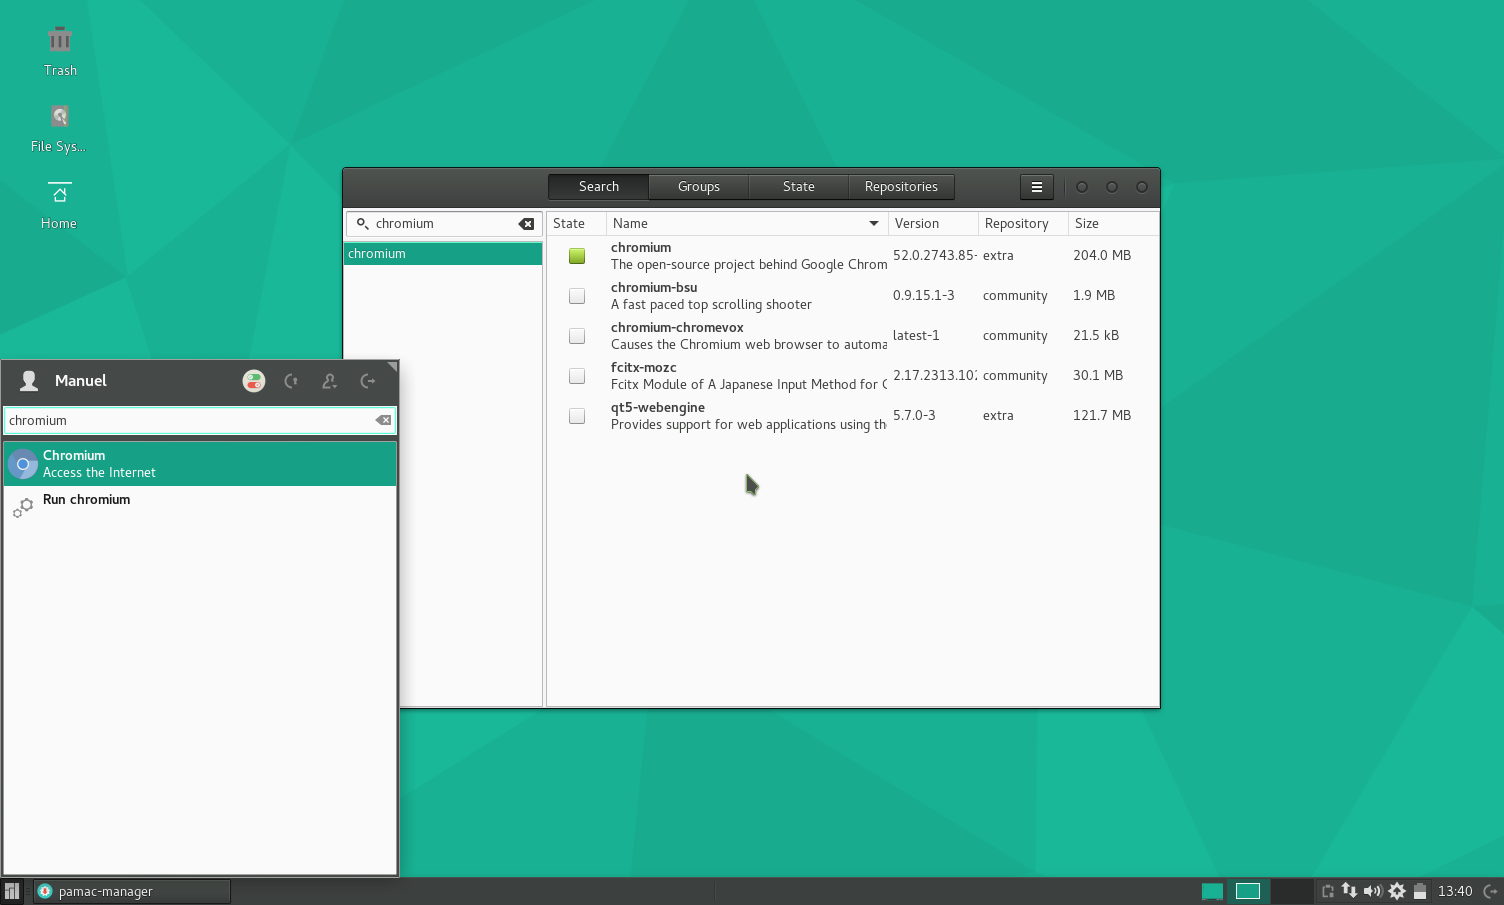 Trash
File Sys...
Home
Search
Groups
State
Repositories
chromium
chromium
State
Name
Version
Repository
Size
chromium
The open-source project behind Google Chrom
52.0.2743.85-
extra
204.0 MB
chromium-bsu
A fast paced top scrolling shooter
0.9.15.1-3
community
1.9 MB
chromium-chromevox
Causes the Chromium web browser to automa
latest-1
community
21.5 kB
fcitx-mozc
Fcitx Module of A Japanese Input Method for C
2.17.2313.102
community
30.1 MB
qt5-webengine
Provides support for web applications using the
5.7.0-3
extra
121.7 MB
Manuel
chromium
Chromium
Access the Internet
Run chromium
pamac-manager
13:40